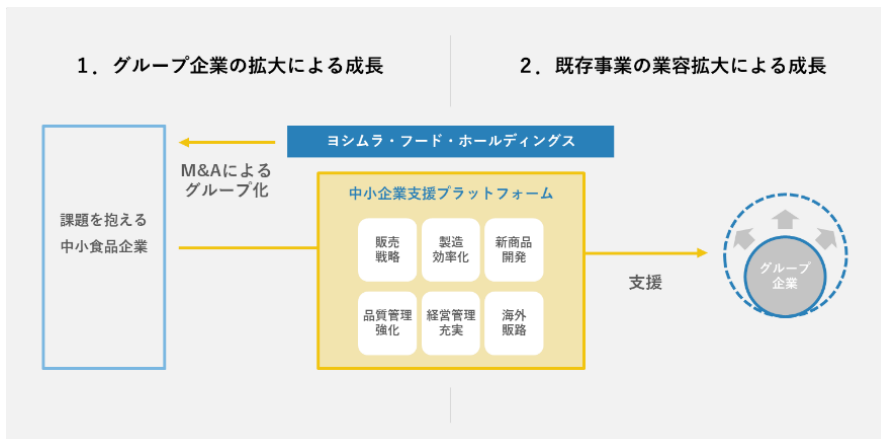 1. グループ企業の拡大による成長
2. 既存事業の業容拡大による成長
ヨシムラ・フード・ホールディングス
M&Aによる
グループ化
課題を抱える
中小食品企業
中小企業支援プラットフォーム
販売
戦略
製造
効率化
新商品
開発
品質管理
強化
経営管理
充実
海外
販路
支援
グループ
企業